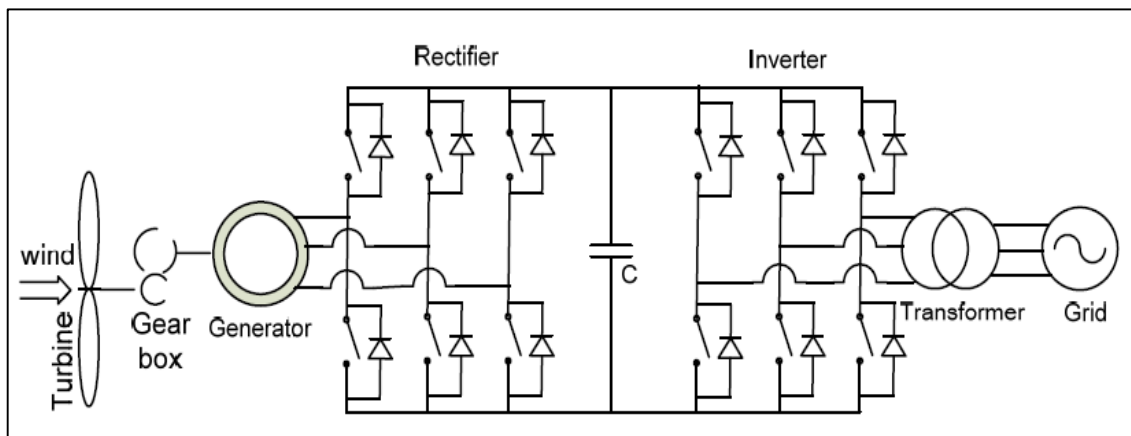 Rectifier
Inverter
wind
Turbine
Gear
box
Generator
C
Transformer
Grid